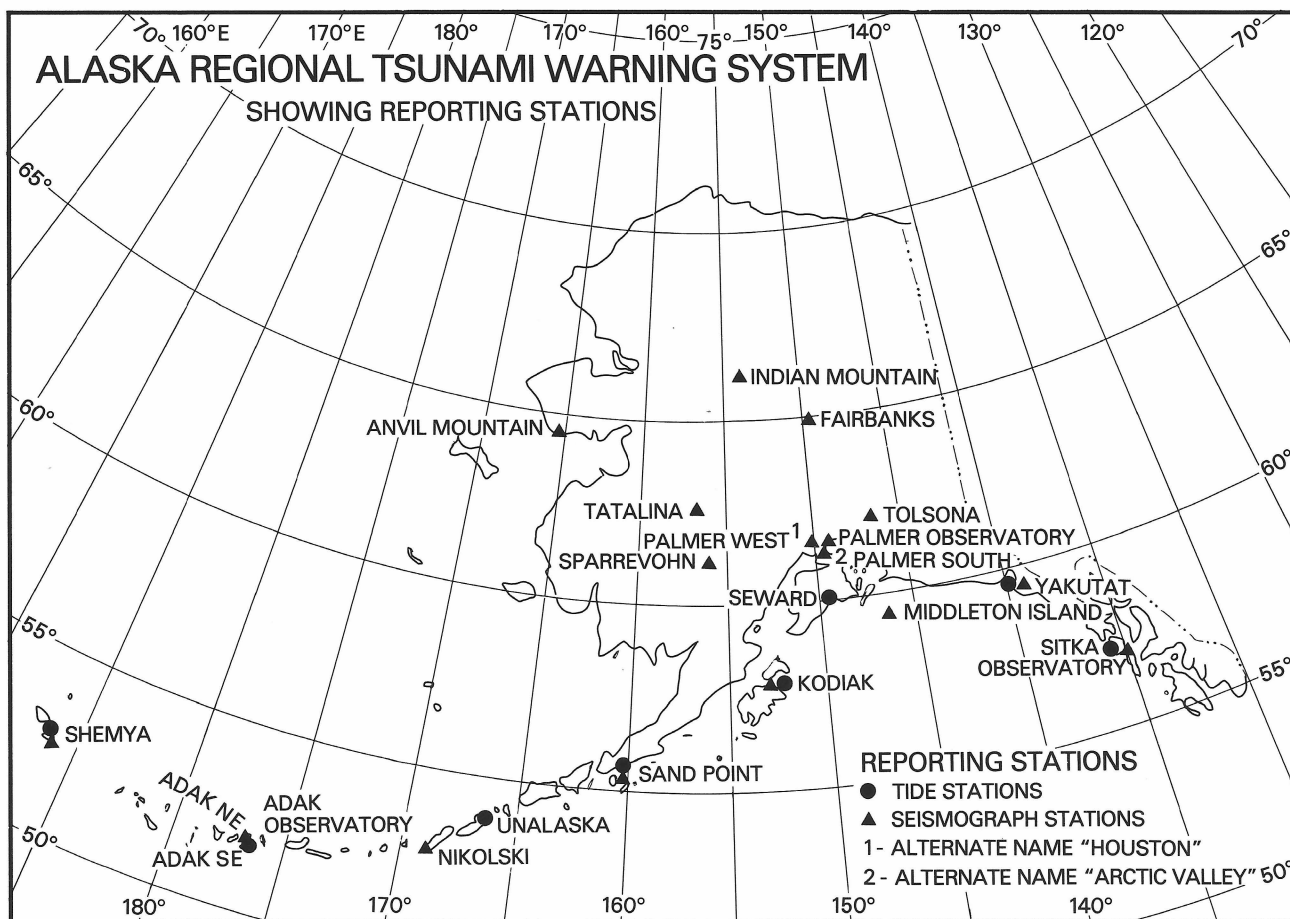 70° 160°E 170° 180° 170° 160° 75° 150° 140° 130° 120° 70°
ALASKA REGIONAL TSUNAMI WARNING SYSTEM
SHOWING REPORTING STATIONS
65°
65°
INDIAN MOUNTAIN
60°
ANVIL MOUNTAIN
FAIRBANKS
60°
TATALINA
TOLSONA
PALMER WEST 1
PALMER OBSERVATORY
SPARREVOHN
2 PALMER SOUTH
SEWARD
YAKUTAT
55°
MIDDLETON ISLAND
SITKA
OBSERVATORY
55°
KODIAK
SHEMYA
SAND POINT
REPORTING STATIONS
TIDE STATIONS
SEISMOGRAPH STATIONS
1 - ALTERNATE NAME "HOUSTON"
2 - ALTERNATE NAME "ARCTIC VALLEY"
ADAK NE
ADAK
OBSERVATORY
ADAK SE
UNALASKA
NIKOLSKI
50°
50°
180° 170° 160° 150° 140°